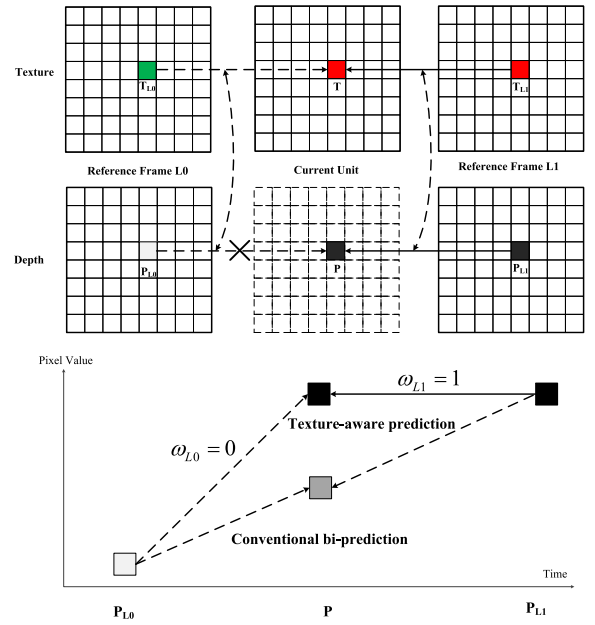 Texture
T_L0
T
T_L1
Reference Frame L0
Current Unit
Reference Frame L1
Depth
P_L0
P
P_L1
Pixel Value
ω_L1 = 1
Texture-aware prediction
ω_L0 = 0
Conventional bi-prediction
Time
P_L0
P
P_L1